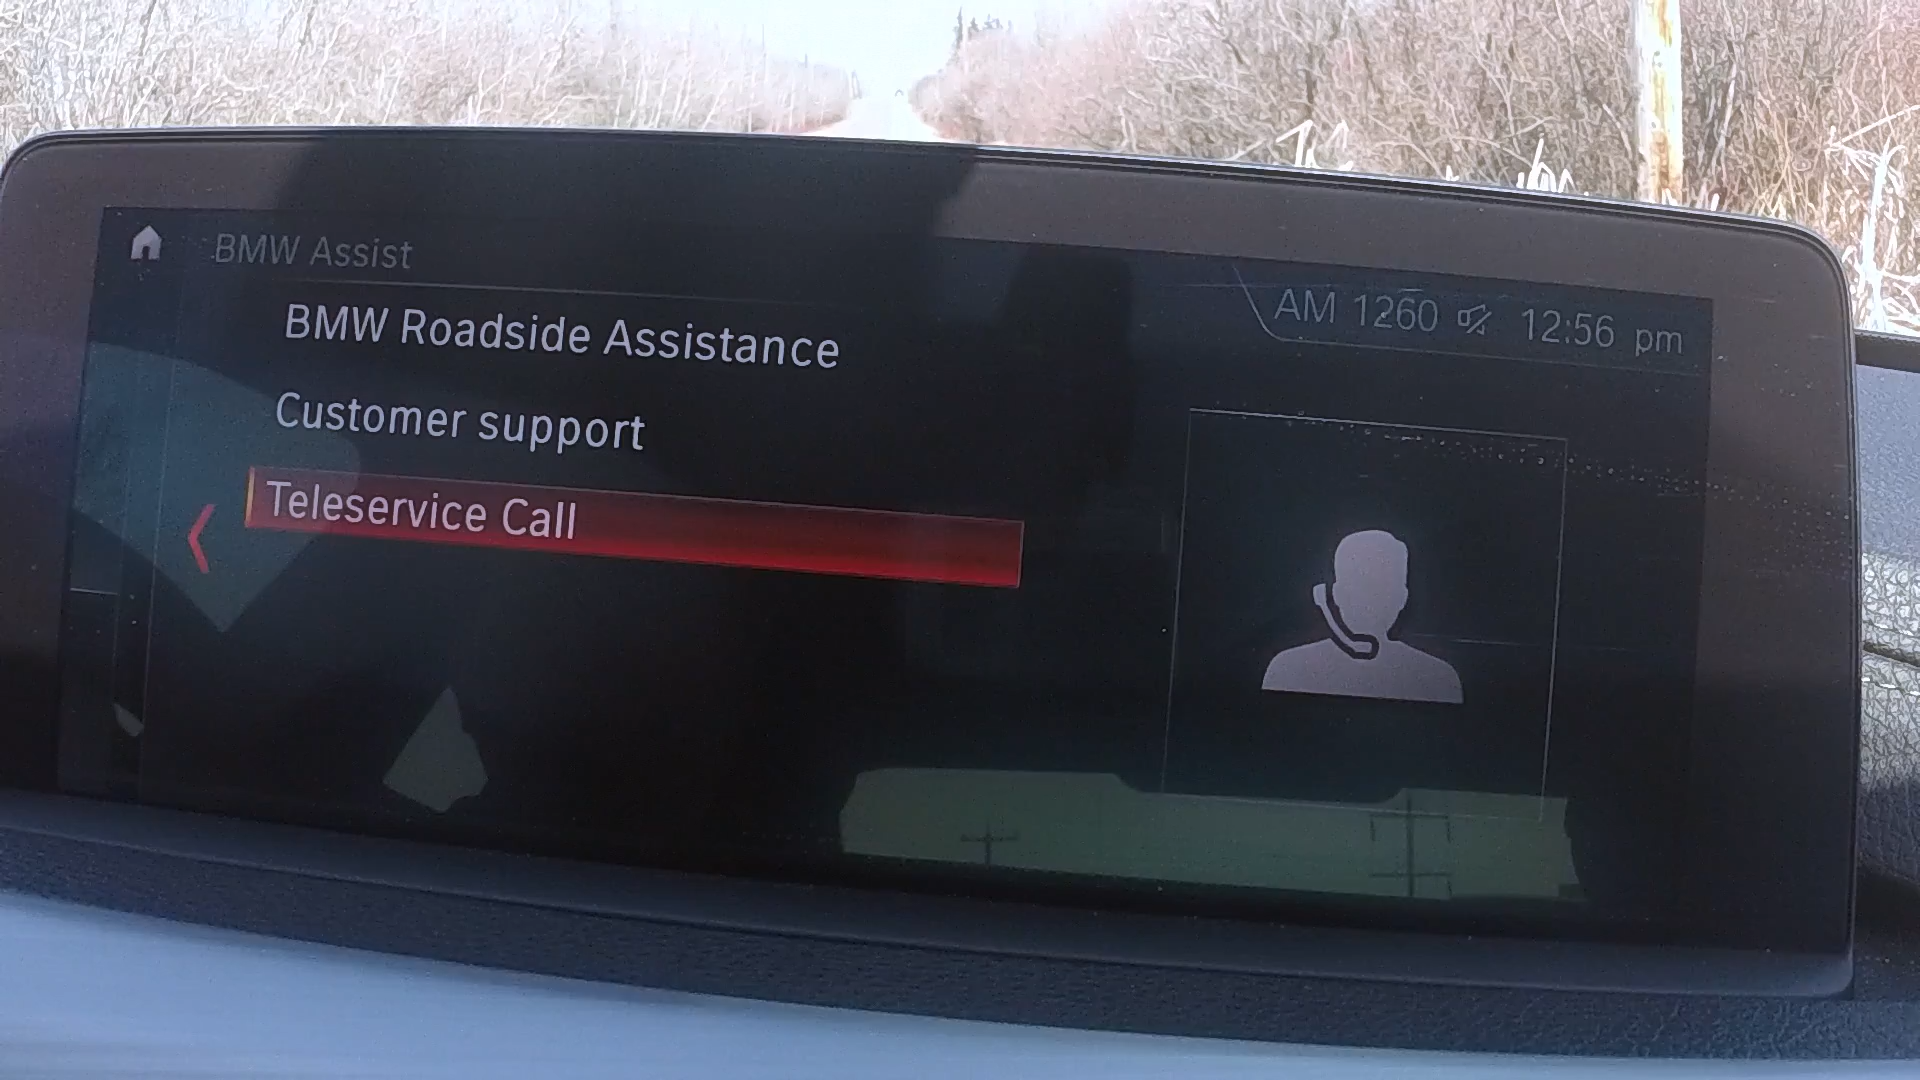 BMW Assist
AM 1260 12:56 pm
BMW Roadside Assistance
Customer support
Teleservice Call